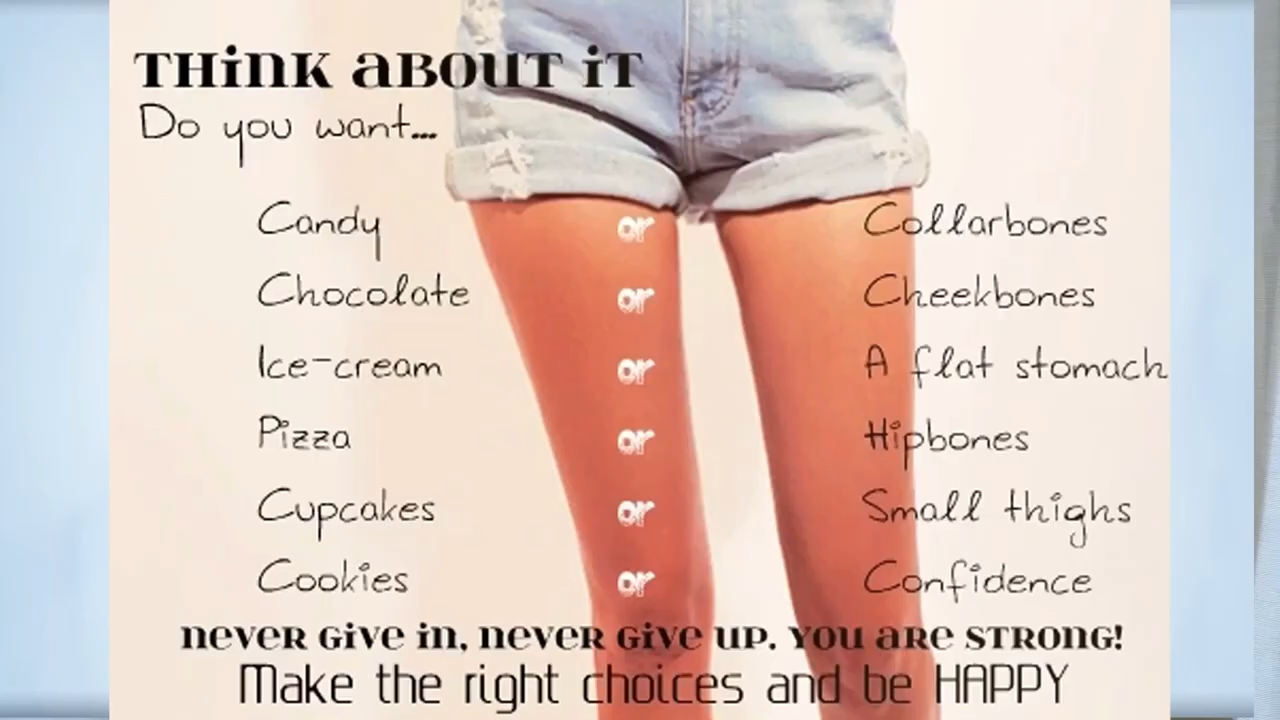 THiNK ABOUT iT
Do you want...
Candy or Collarbones
Chocolate or Cheekbones
Ice-cream or A flat stomach
Pizza or Hipbones
Cupcakes or Small thighs
Cookies or Confidence
never Give in, never Give up. You are STRONG!
Make the right choices and be HAPPY